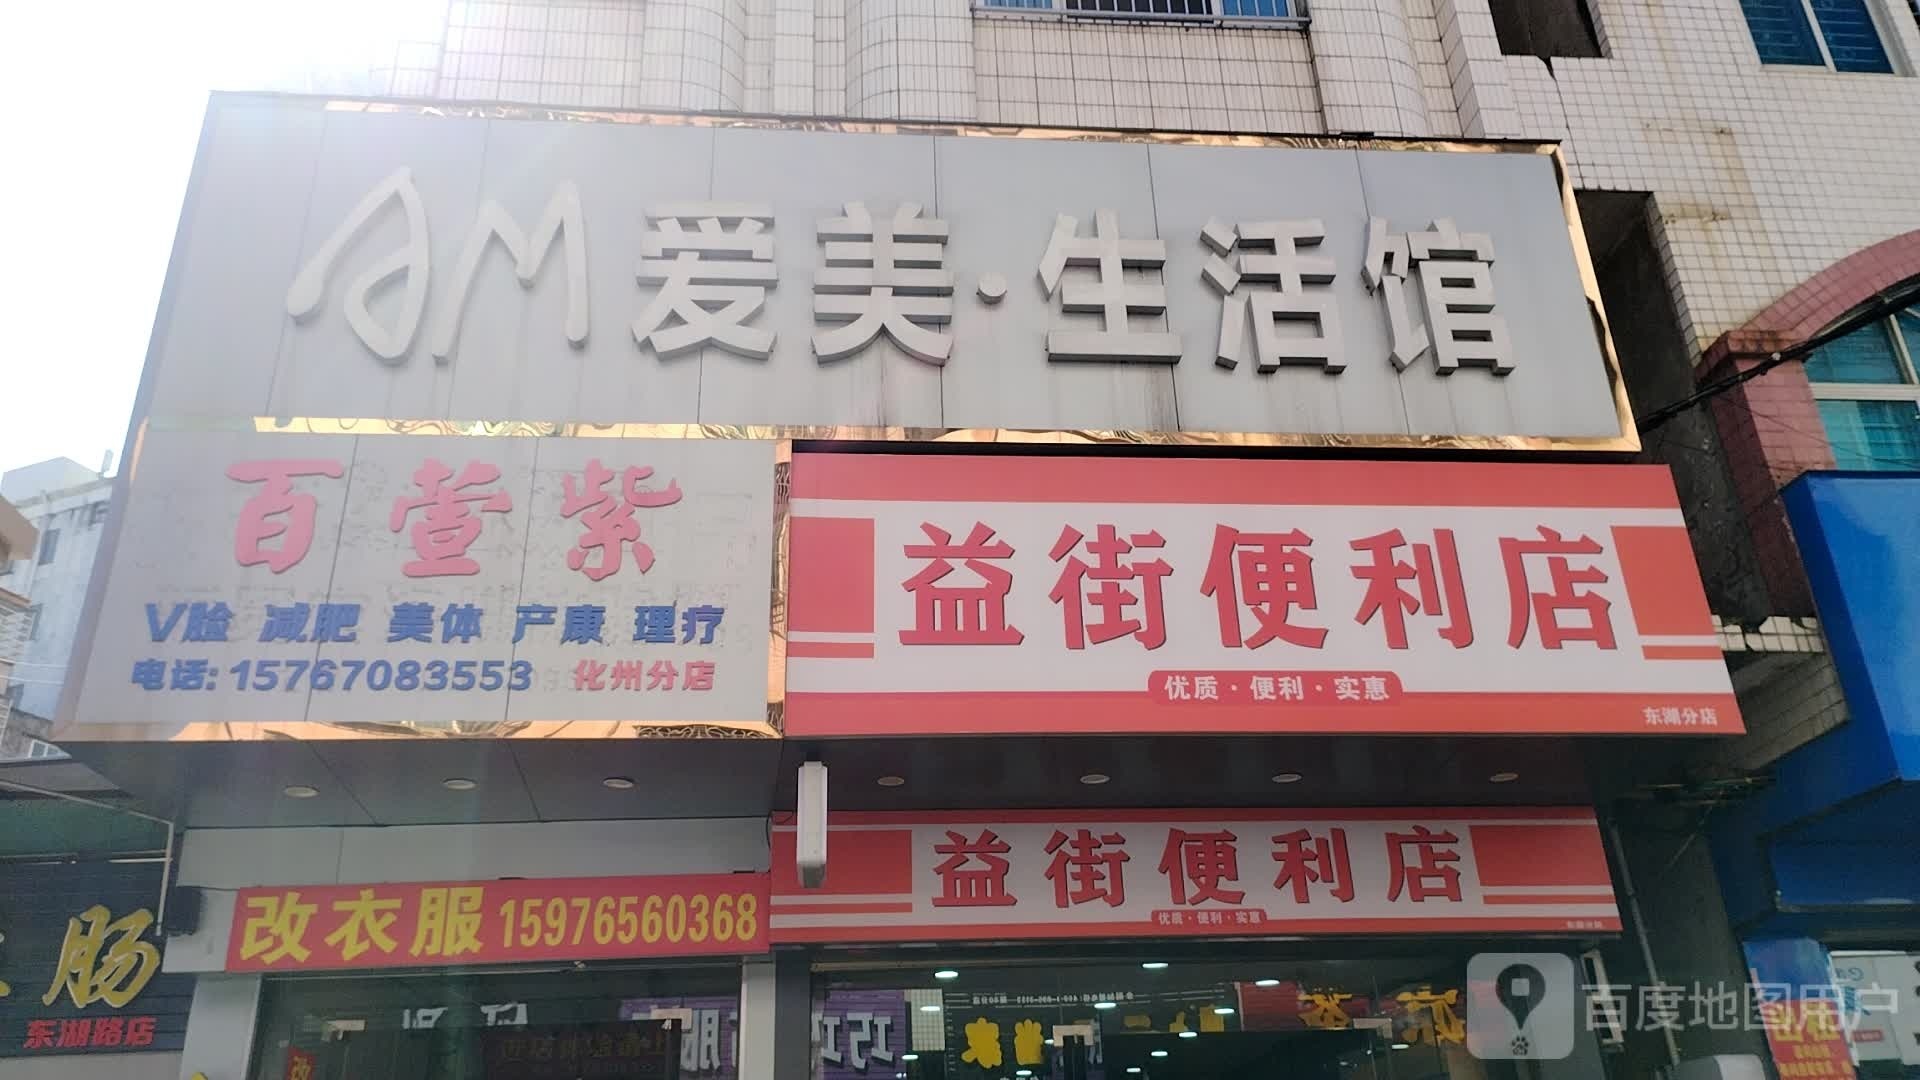 AM爱美·生活馆
百萱紫
V脸 减肥 美体 产康 理疗
电话:15767083553 化州分店
益街便利店
优质·便利·实惠
东湖分店
益街便利店
优质·便利·实惠
改衣服 15976560368
肠
东湖路店
百度地图用户